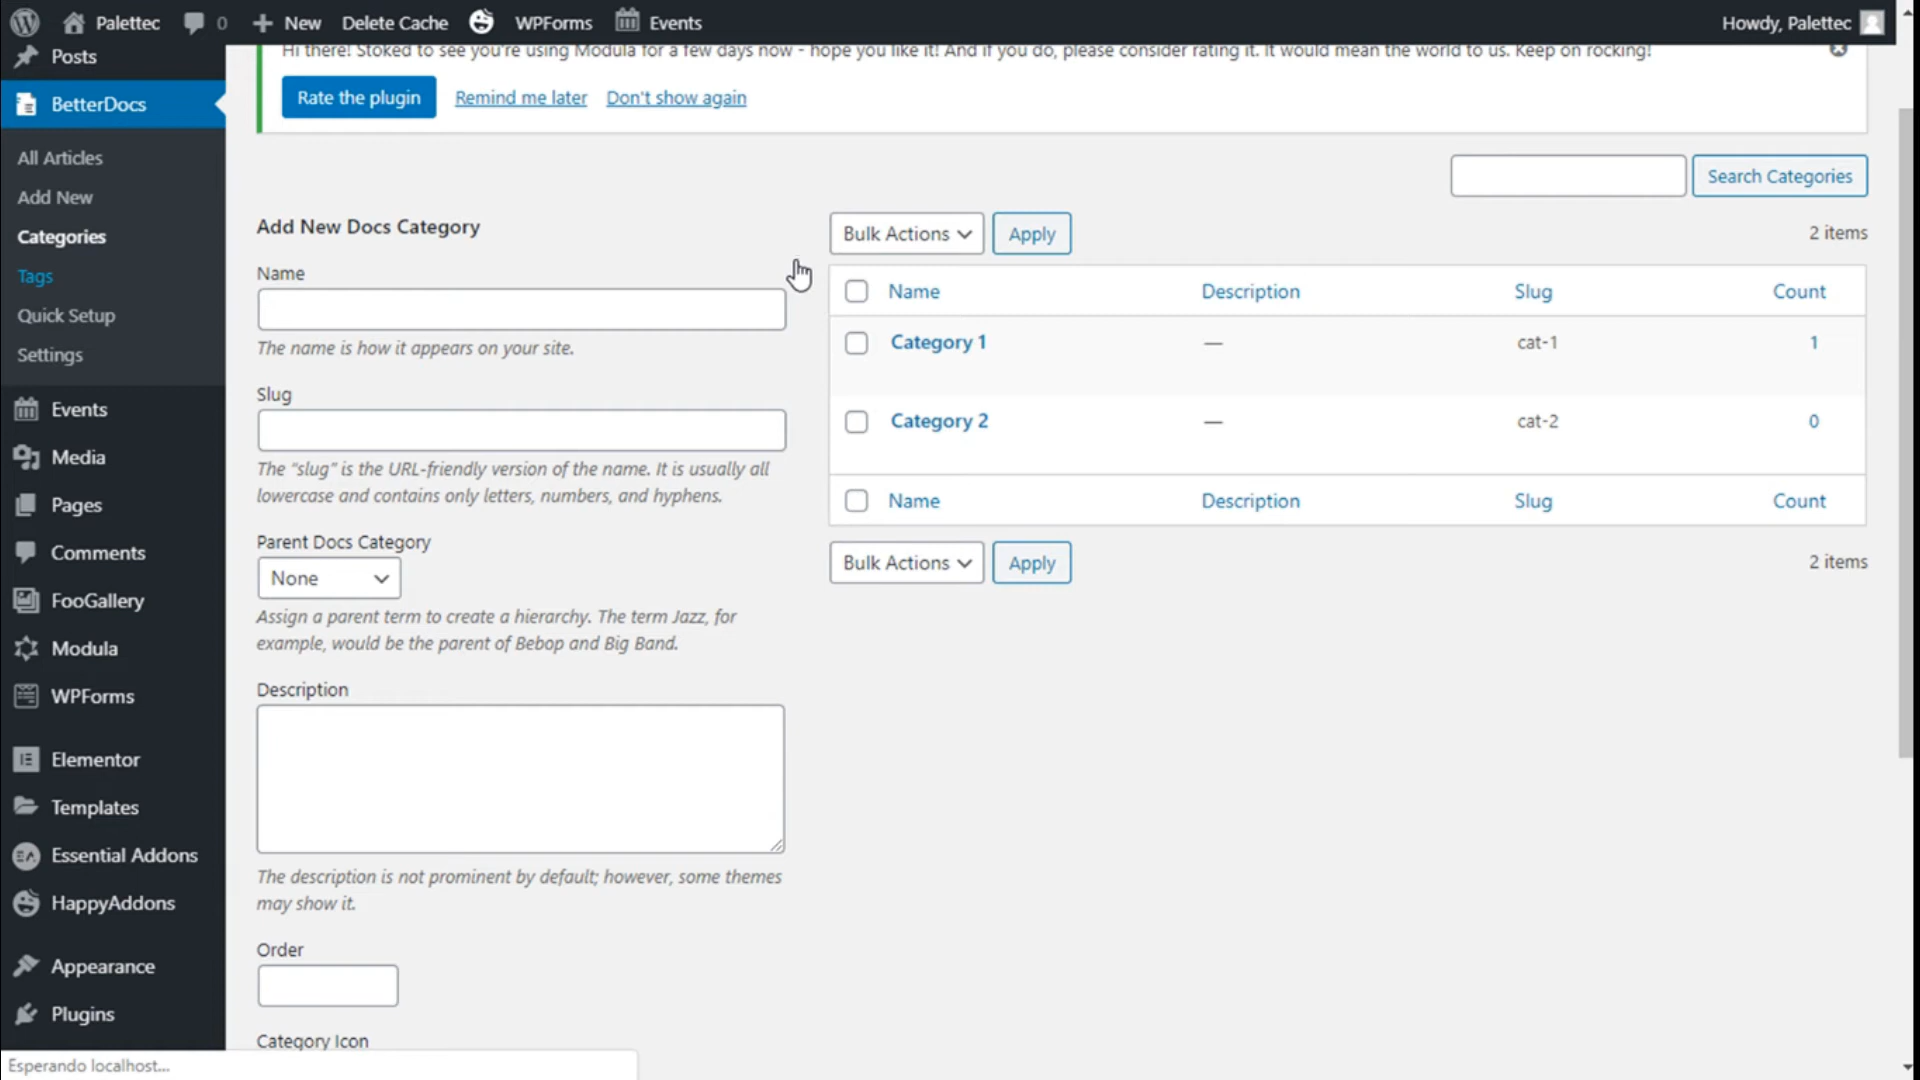 Palettec 0 New Delete Cache WPForms Events Howdy, Palettec
Posts
BetterDocs
All Articles
Add New
Categories
Tags
Quick Setup
Settings
Events
Media
Pages
Comments
FooGallery
Modula
WPForms
Elementor
Templates
Essential Addons
HappyAddons
Appearance
Plugins
Hi there! Stoked to see you're using Modula for a few days now - hope you like it! And if you do, please consider rating it. It would mean the world to us. Keep on rocking!
Rate the plugin Remind me later Don't show again
Search Categories
Add New Docs Category
Name
The name is how it appears on your site.
Slug
The "slug" is the URL-friendly version of the name. It is usually all
lowercase and contains only letters, numbers, and hyphens.
Parent Docs Category
None
Assign a parent term to create a hierarchy. The term Jazz, for
example, would be the parent of Bebop and Big Band.
Description
The description is not prominent by default; however, some themes
may show it.
Order
Category Icon
Bulk Actions Apply 2 items
Name Description Slug Count
Category 1 — cat-1 1
Category 2 — cat-2 0
Name Description Slug Count
Bulk Actions Apply 2 items
Esperando localhost...